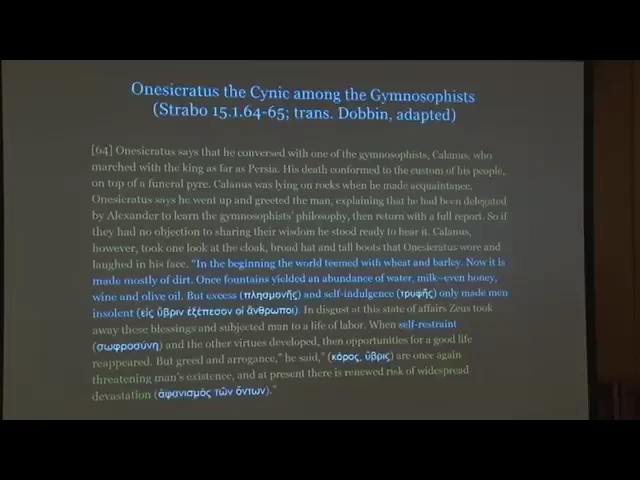 Onesicratus the Cynic among the Gymnosophists
(Strabo 15.1.64-65; trans. Dobbin, adapted)
[64] Onesicratus says that he conversed with one of the gymnosophists, Calanus, who
marched with the king as far as Persia. His death conformed to the custom of his people,
on top of a funeral pyre. Calanus was lying on rocks when he made acquaintance.
Onesicratus says he went up and greeted the man, explaining that he had been delegated
by Alexander to learn the gymnosophists' philosophy, then return with a full report. So if
they had no objection to sharing their wisdom he stood ready to hear it. Calanus,
however, took one look at the cloak, broad hat and tall boots that Onesicratus wore and
laughed in his face. "In the beginning the world teemed with wheat and barley. Now it is
made mostly of dirt. Once fountains yielded an abundance of water, milk–even honey,
wine and olive oil. But excess (πλησμονῆς) and self-indulgence (τρυφῆς) only made men
insolent (εἰς ὕβριν ἐξέπεσον οἱ ἄνθρωποι). In disgust at this state of affairs Zeus took
away these blessings and subjected man to a life of labor. When self-restraint
(σωφροσύνη) and the other virtues developed, then opportunities for a good life
reappeared. But greed and arrogance," he said," (κόρος, ὕβρις) are once again
threatening man's existence, and at present there is renewed risk of widespread
devastation (ἀφανισμὸς τῶν ὄντων)."